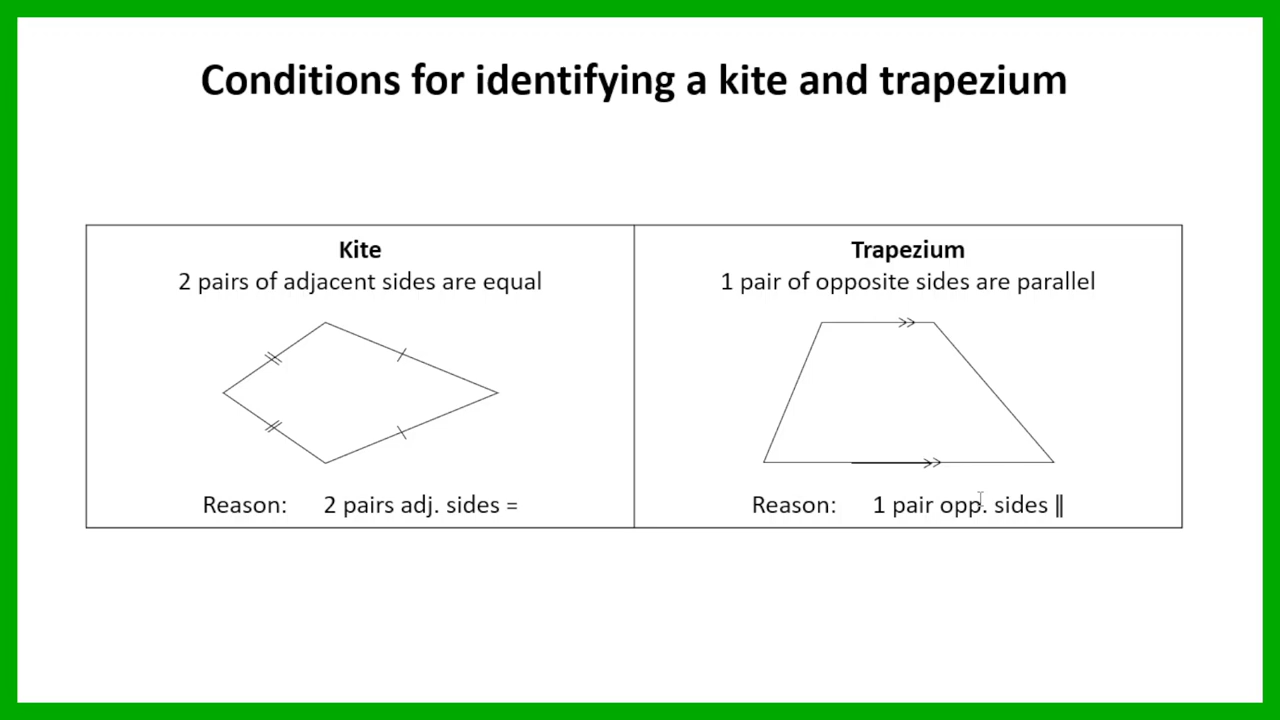 Conditions for identifying a kite and trapezium
Kite
2 pairs of adjacent sides are equal
Reason: 2 pairs adj. sides =
Trapezium
1 pair of opposite sides are parallel
Reason: 1 pair opp. sides ∥